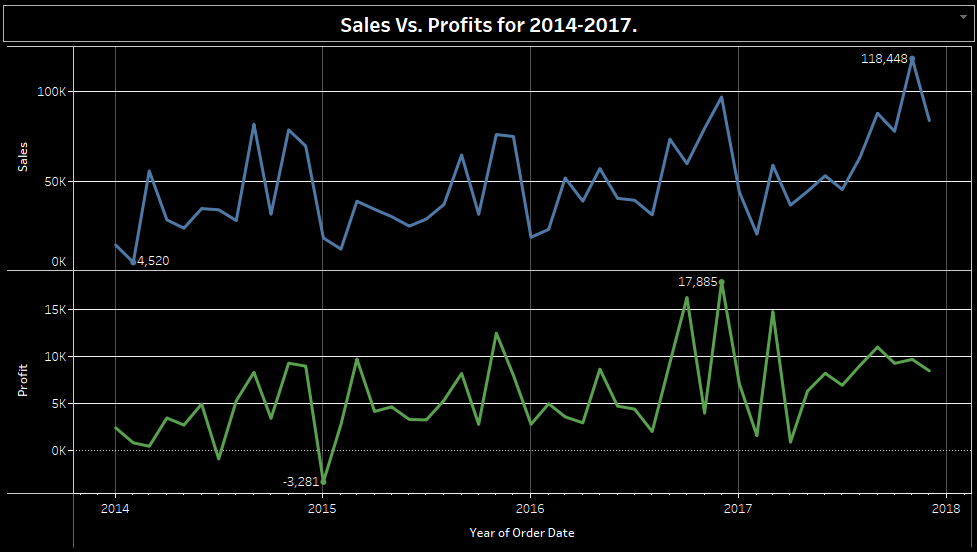 Sales Vs. Profits for 2014-2017.
118,448
100K
Sales
50K
0K
4,520
17,885
15K
10K
Profit
5K
0K
-3,281
2014 2015 2016 2017 2018
Year of Order Date